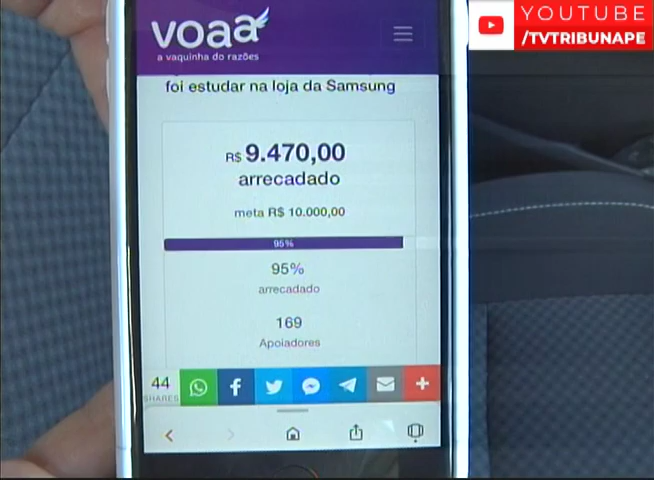 YOUTUBE
/TVTRIBUNAPE
voaa
a vaquinha do razões
foi estudar na loja da Samsung
R$ 9.470,00
arrecadado
meta R$ 10.000,00
95%
95%
arrecadado
169
Apoiadores
44
SHARES